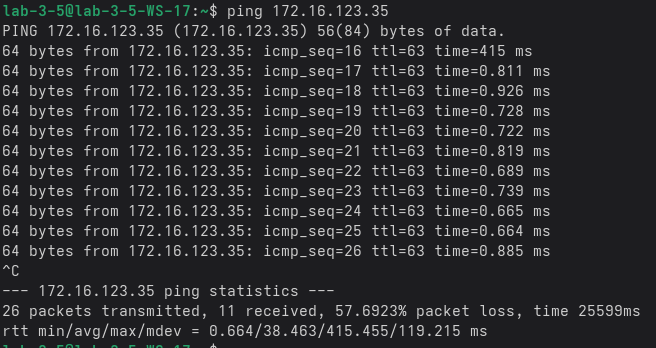 lab-3-5@lab-3-5-WS-17:~$ ping 172.16.123.35
PING 172.16.123.35 (172.16.123.35) 56(84) bytes of data.
64 bytes from 172.16.123.35: icmp_seq=16 ttl=63 time=415 ms
64 bytes from 172.16.123.35: icmp_seq=17 ttl=63 time=0.811 ms
64 bytes from 172.16.123.35: icmp_seq=18 ttl=63 time=0.926 ms
64 bytes from 172.16.123.35: icmp_seq=19 ttl=63 time=0.728 ms
64 bytes from 172.16.123.35: icmp_seq=20 ttl=63 time=0.722 ms
64 bytes from 172.16.123.35: icmp_seq=21 ttl=63 time=0.819 ms
64 bytes from 172.16.123.35: icmp_seq=22 ttl=63 time=0.689 ms
64 bytes from 172.16.123.35: icmp_seq=23 ttl=63 time=0.739 ms
64 bytes from 172.16.123.35: icmp_seq=24 ttl=63 time=0.665 ms
64 bytes from 172.16.123.35: icmp_seq=25 ttl=63 time=0.664 ms
64 bytes from 172.16.123.35: icmp_seq=26 ttl=63 time=0.885 ms
^C
--- 172.16.123.35 ping statistics ---
26 packets transmitted, 11 received, 57.6923% packet loss, time 25599ms
rtt min/avg/max/mdev = 0.664/38.463/415.455/119.215 ms